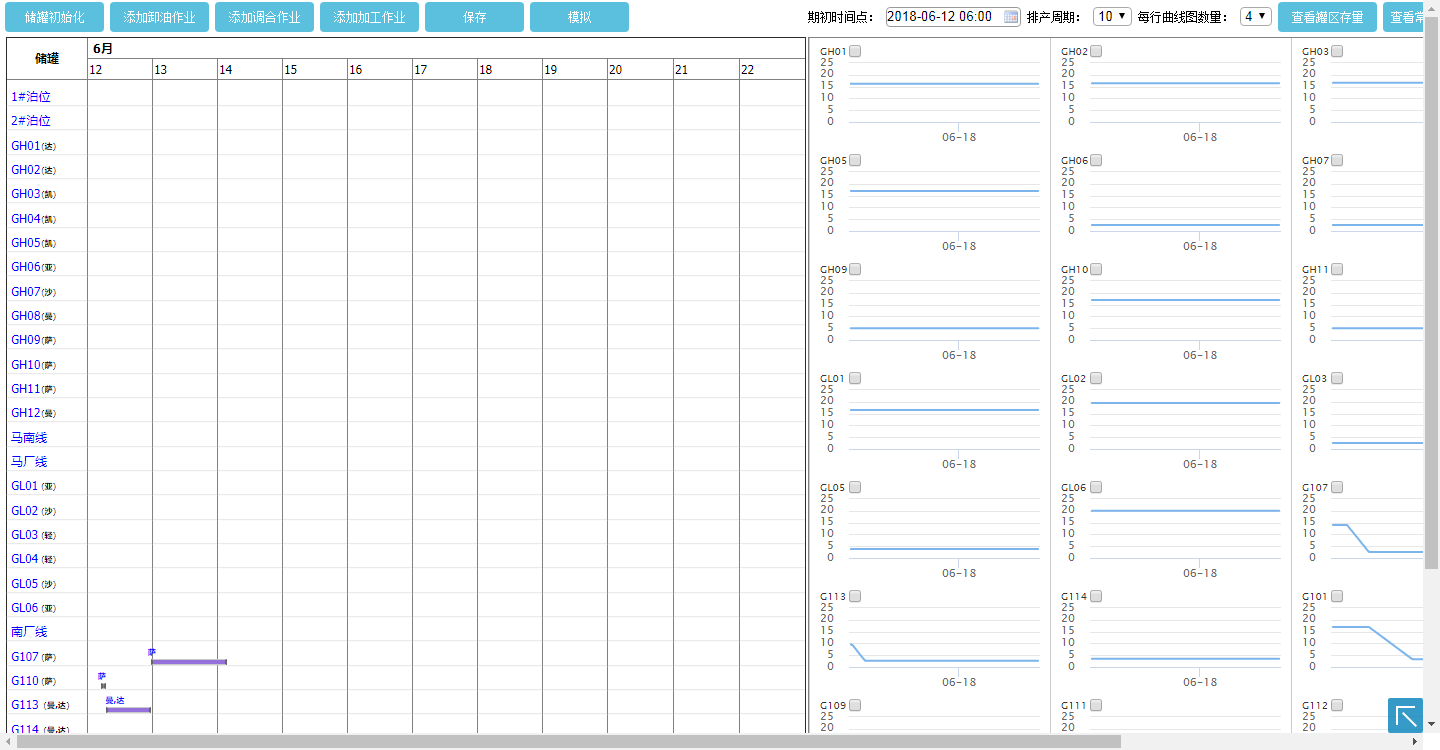 储罐初始化 添加卸油作业 添加调合作业 添加加工作业 保存 模拟 期初时间点： 2018-06-12 06:00 排产周期： 10 每行曲线图数量： 4 查看罐区存量 查看常
储罐 6月
12 13 14 15 16 17 18 19 20 21 22
1#泊位
2#泊位
GH01(达)
GH02(达)
GH03(凯)
GH04(凯)
GH05(凯)
GH06(亚)
GH07(沙)
GH08(曼)
GH09(萨)
GH10(萨)
GH11(萨)
GH12(曼)
马南线
马厂线
GL01 (亚)
GL02 (沙)
GL03 (轻)
GL04 (轻)
GL05 (沙)
GL06 (亚)
南厂线
萨
G107 (萨)
萨
G110 (萨)
曼,达
G113 (曼,达)
G114 (曼,达)
GH01 GH02 GH03
25 25 25
20 20 20
15 15 15
10 10 10
5 5 5
0 0 0
06-18 06-18
GH05 GH06 GH07
25 25 25
20 20 20
15 15 15
10 10 10
5 5 5
0 0 0
06-18 06-18
GH09 GH10 GH11
25 25 25
20 20 20
15 15 15
10 10 10
5 5 5
0 0 0
06-18 06-18
GL01 GL02 GL03
25 25 25
20 20 20
15 15 15
10 10 10
5 5 5
0 0 0
06-18 06-18
GL05 GL06 G107
25 25 25
20 20 20
15 15 15
10 10 10
5 5 5
0 0 0
06-18 06-18
G113 G114 G101
25 25 25
20 20 20
15 15 15
10 10 10
5 5 5
0 0 0
06-18 06-18
G109 G111 G112
25 25 25
20 20 20